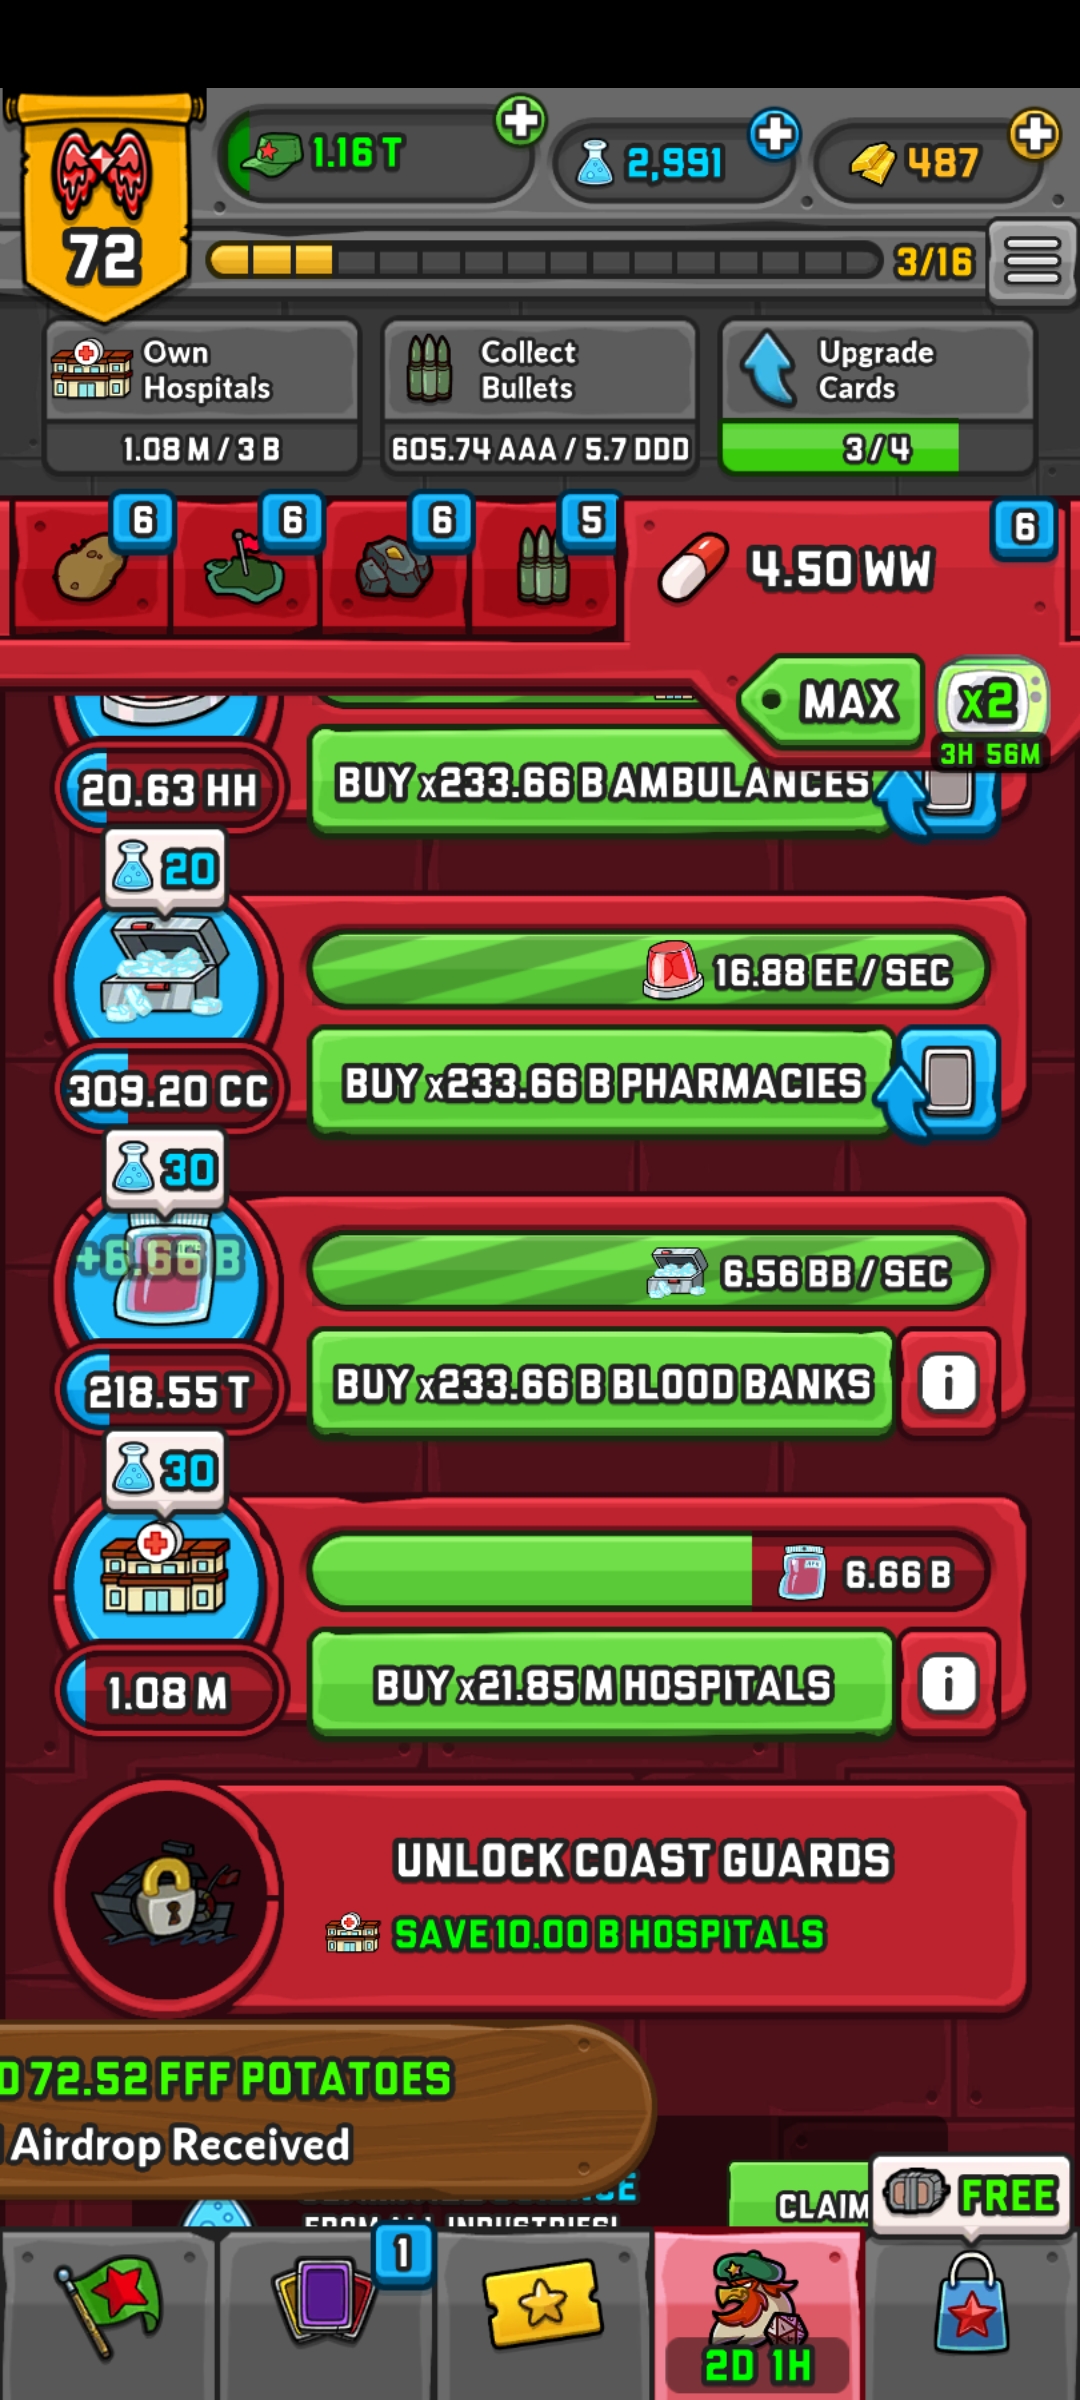 1.16 T
2,991
487
72
3/16
Own
Hospitals
1.08 M / 3 B
Collect
Bullets
605.74 AAA / 5.7 DDD
Upgrade
Cards
3/4
6
6
6
5
6
4.50 WW
MAX
x2
3H 56M
20.63 HH
BUY x233.66 B AMBULANCES
20
16.88 EE / SEC
309.20 CC
BUY x233.66 B PHARMACIES
30
+6.66 B
6.56 BB / SEC
218.55 T
BUY x233.66 B BLOOD BANKS
30
6.66 B
1.08 M
BUY x21.85 M HOSPITALS
UNLOCK COAST GUARDS
SAVE 10.00 B HOSPITALS
72.52 FFF POTATOES
Airdrop Received
FROM ALL INDUSTRIES!
CLAIM
FREE
1
2D 1H